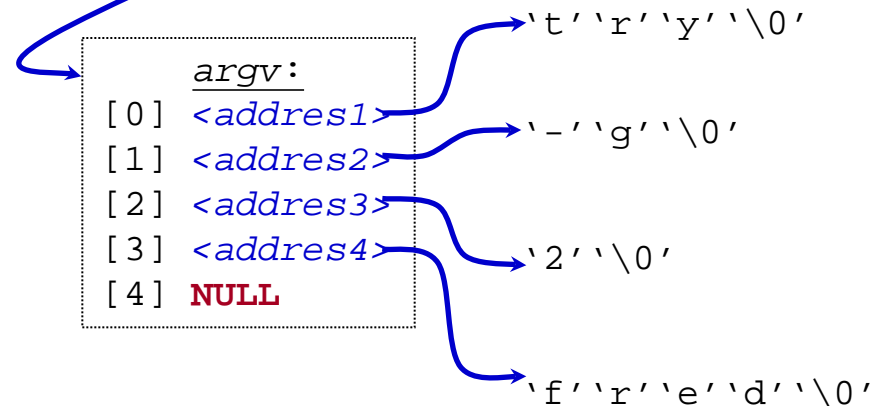 argv:
[0] <addres1>
[1] <addres2>
[2] <addres3>
[3] <addres4>
[4] NULL
‘t’‘r’‘y’‘\0’
‘-’‘g’‘\0’
‘2’‘\0’
‘f’‘r’‘e’‘d’‘\0’